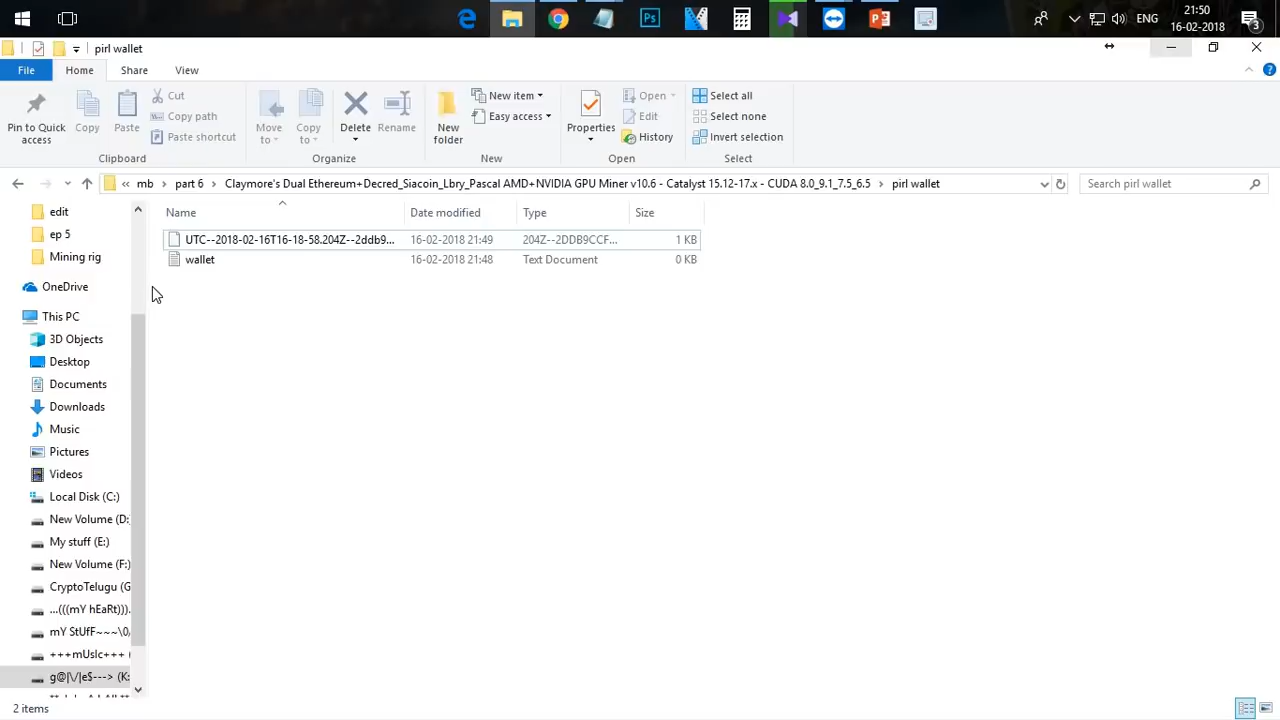 21:50
ENG
16-02-2018
3
pirl wallet
File
Home
Share
View
Pin to Quick access
Copy
Paste
Cut
Copy path
Paste shortcut
Clipboard
Move to
Copy to
Delete
Rename
Organize
New folder
New item
Easy access
New
Properties
Open
Edit
History
Open
Select all
Select none
Invert selection
Select
« mb › part 6 › Claymore's Dual Ethereum+Decred_Siacoin_Lbry_Pascal AMD+NVIDIA GPU Miner v10.6 - Catalyst 15.12-17.x - CUDA 8.0_9.1_7.5_6.5 › pirl wallet
Search pirl wallet
Name
Date modified
Type
Size
UTC--2018-02-16T16-18-58.204Z--2ddb9...
16-02-2018 21:49
204Z--2DDB9CCF...
1 KB
wallet
16-02-2018 21:48
Text Document
0 KB
edit
ep 5
Mining rig
OneDrive
This PC
3D Objects
Desktop
Documents
Downloads
Music
Pictures
Videos
Local Disk (C:)
New Volume (D:
My stuff (E:)
New Volume (F:)
CryptoTelugu (G
...(((mY hEaRt))).
mY StUfF~~~\0/
+++mUsIc+++ (
g@|\/|e$---> (K:
2 items